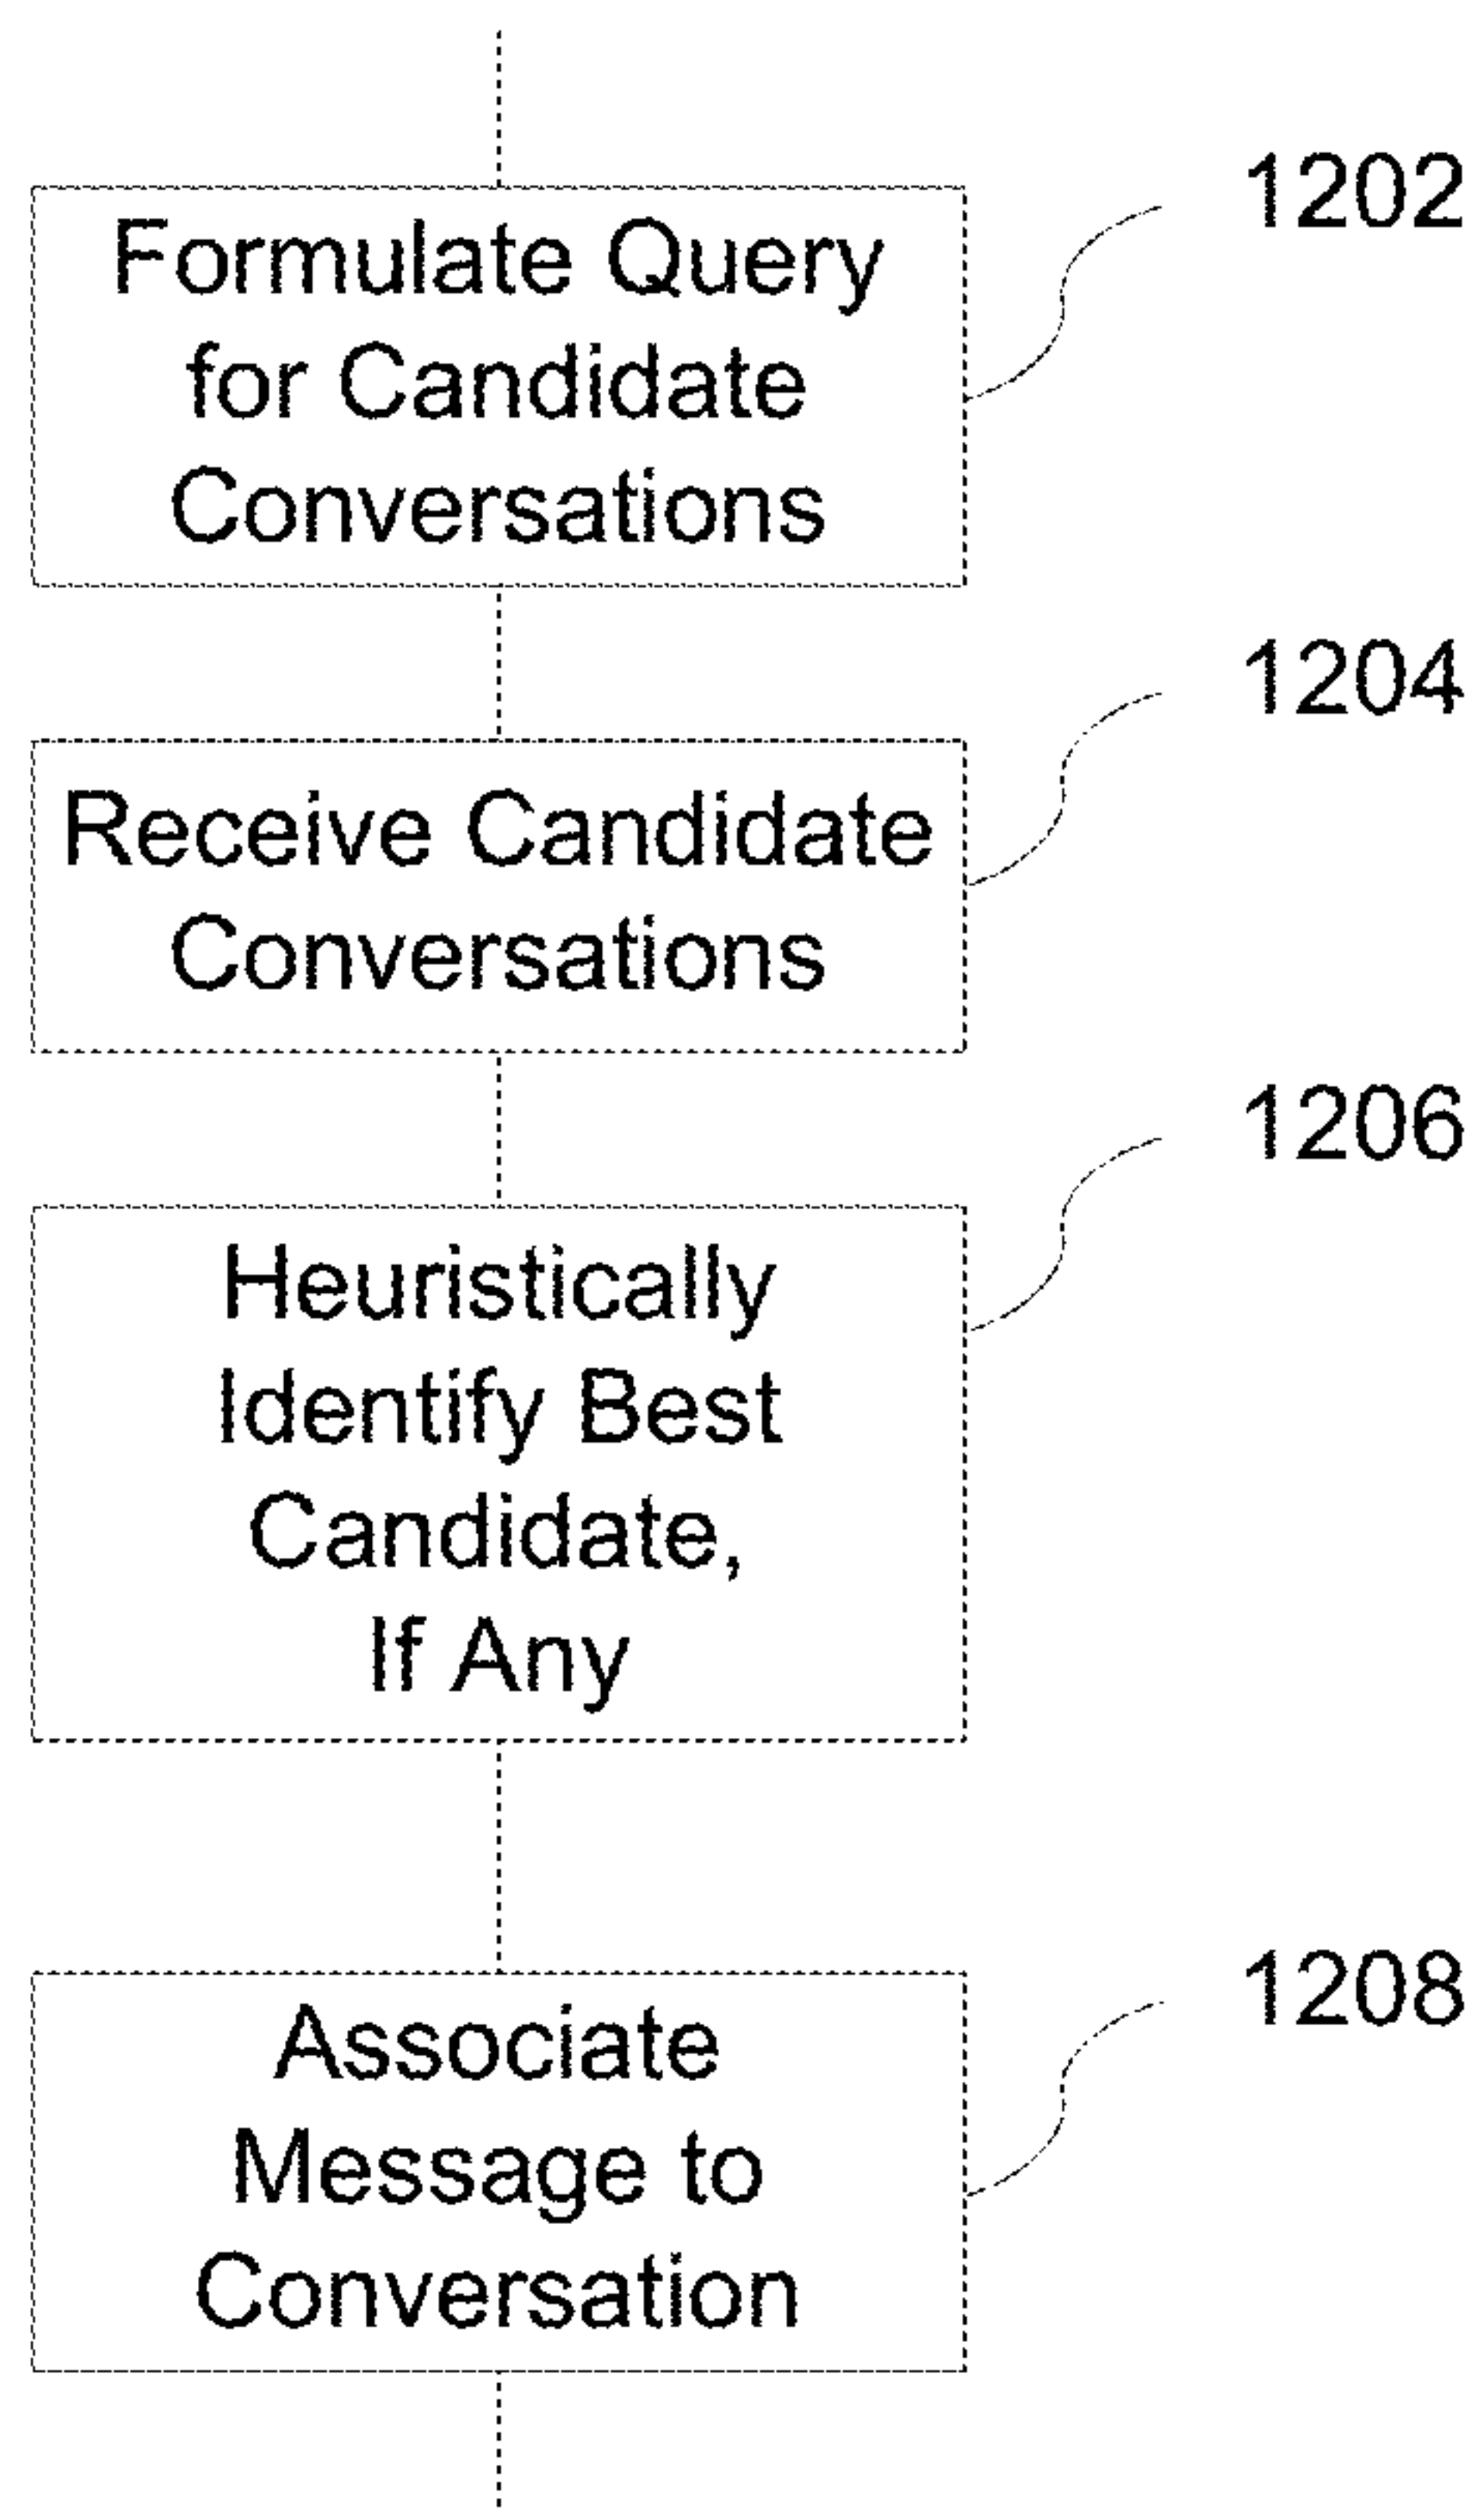 1202
Formulate Query
for Candidate
Conversations
1204
Receive Candidate
Conversations
1206
Heuristically
Identify Best
Candidate,
If Any
1208
Associate
Message to
Conversation